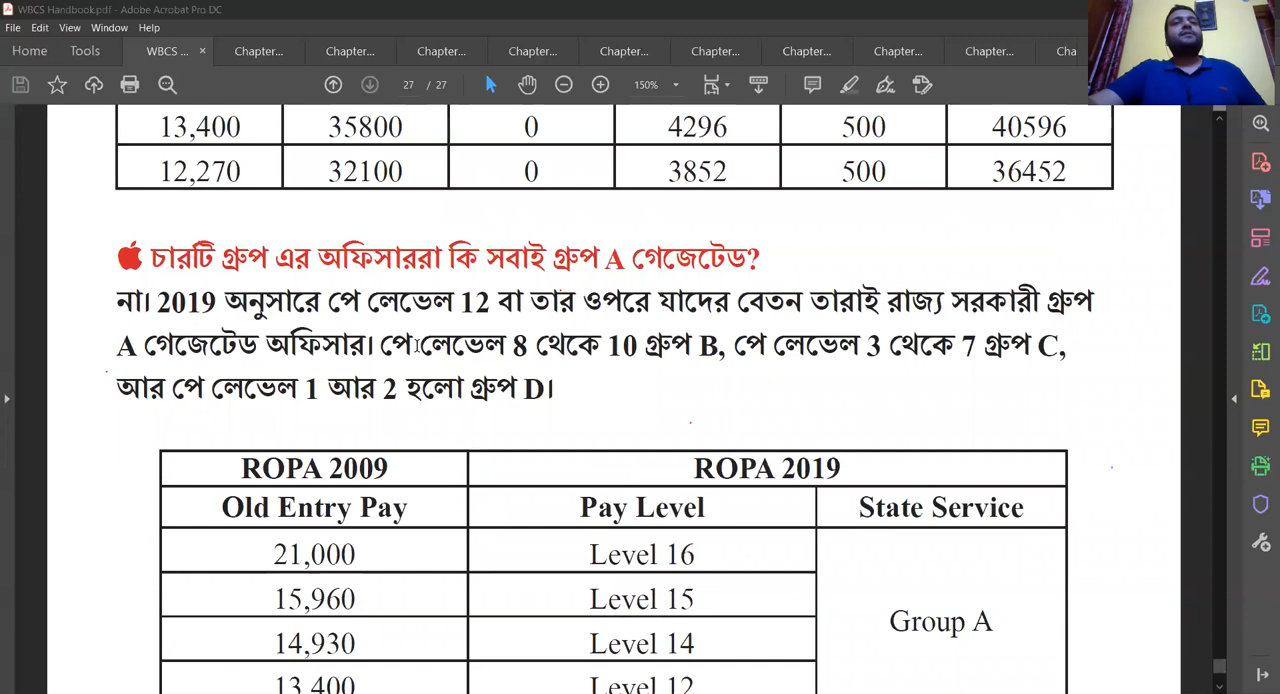 WBCS Handbook.pdf - Adobe Acrobat Pro DC
File Edit View Window Help
Home Tools WBCS ... × Chapter... Chapter... Chapter... Chapter... Chapter... Chapter... Chapter... Chapter... Chapter... Cha
27 / 27 150%
13,400 35800 0 4296 500 40596
12,270 32100 0 3852 500 36452
চারটি গ্রুপ এর অফিসাররা কি সবাই গ্রুপ A গেজেটেড?
না। 2019 অনুসারে পে লেভেল 12 বা তার ওপরে যাদের বেতন তারাই রাজ্য সরকারী গ্রুপ
A গেজেটেড অফিসার। পে লেভেল 8 থেকে 10 গ্রুপ B, পে লেভেল 3 থেকে 7 গ্রুপ C,
আর পে লেভেল 1 আর 2 হলো গ্রুপ D।
ROPA 2009 ROPA 2019
Old Entry Pay Pay Level State Service
21,000 Level 16
15,960 Level 15
Group A
14,930 Level 14
13,400 Level 12